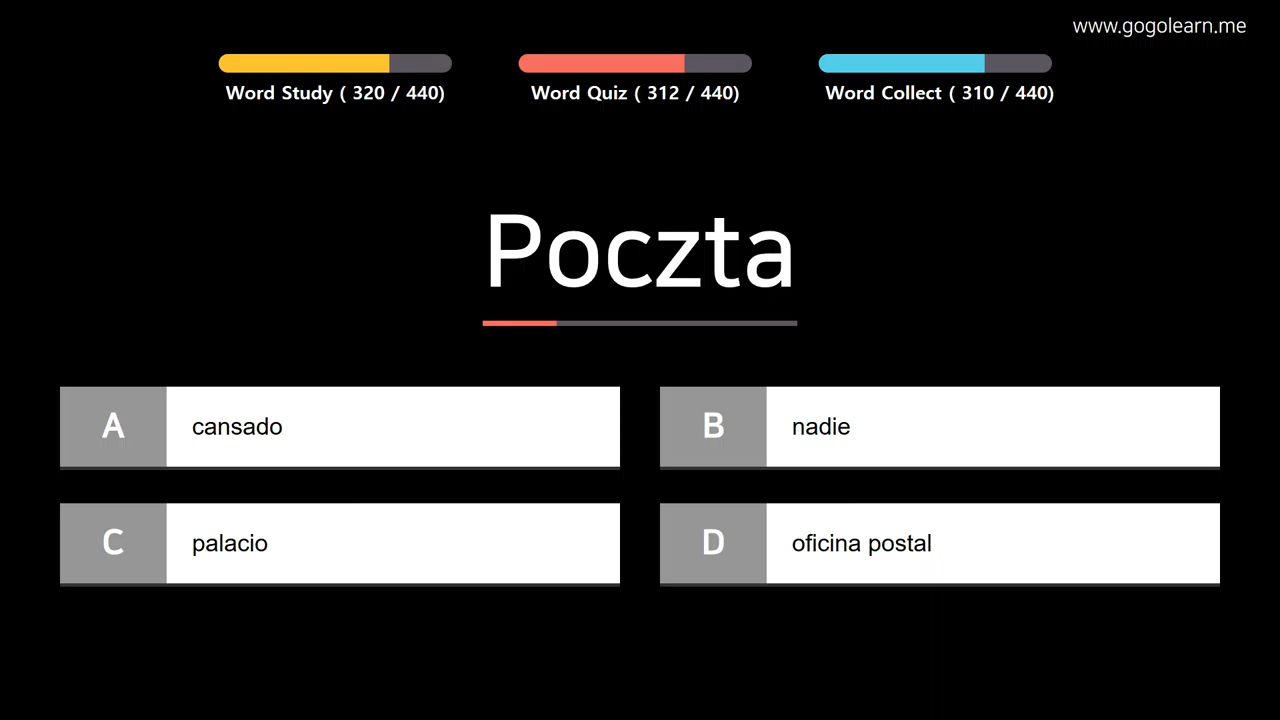 www.gogolearn.me
Word Study ( 320 / 440)
Word Quiz ( 312 / 440)
Word Collect ( 310 / 440)
Poczta
A cansado
B nadie
C palacio
D oficina postal